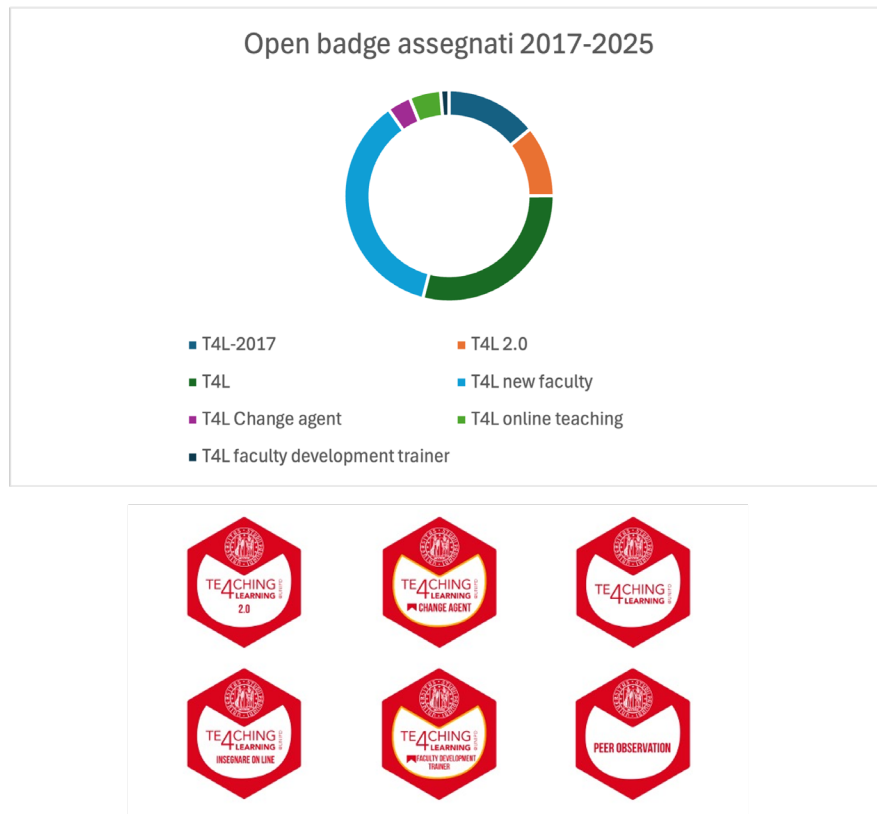 Open badge assegnati 2017-2025
T4L-2017
T4L 2.0
T4L
T4L new faculty
T4L Change agent
T4L online teaching
T4L faculty development trainer
TE4CHING
LEARNING
2.0
TE4CHING
LEARNING
CHANGE AGENT
TE4CHING
LEARNING
TE4CHING
LEARNING
INSEGNARE ON LINE
TE4CHING
LEARNING
FACULTY DEVELOPMENT
TRAINER
PEER OBSERVATION